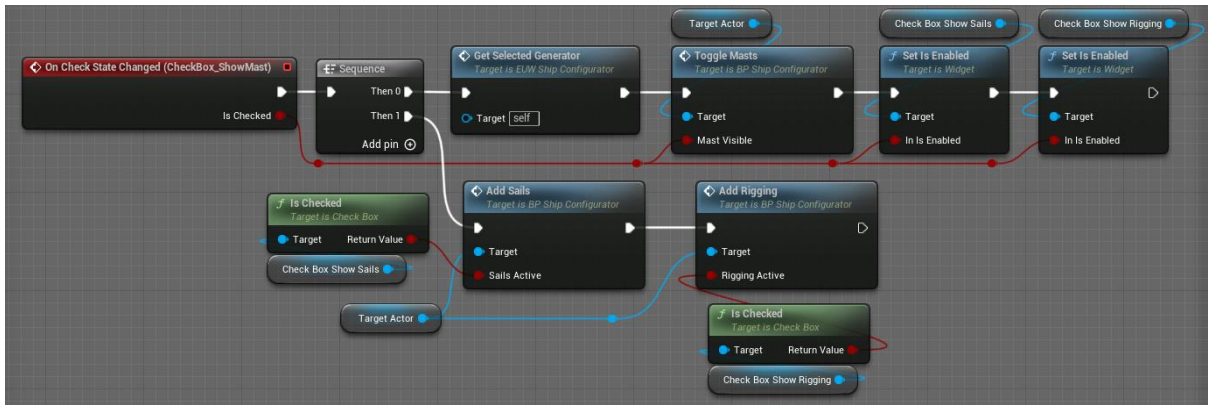 Target Actor
Check Box Show Sails
Check Box Show Rigging
On Check State Changed (CheckBox_ShowMast)
Is Checked
Sequence
Then 0
Then 1
Add pin
Get Selected Generator
Target is EUW Ship Configurator
Target self
Toggle Masts
Target is BP Ship Configurator
Target
Mast Visible
f Set Is Enabled
Target is Widget
Target
In Is Enabled
f Set Is Enabled
Target is Widget
Target
In Is Enabled
f Is Checked
Target is Check Box
Target Return Value
Check Box Show Sails
Target Actor
Add Sails
Target is BP Ship Configurator
Target
Sails Active
Add Rigging
Target is BP Ship Configurator
Target
Rigging Active
f Is Checked
Target is Check Box
Target Return Value
Check Box Show Rigging